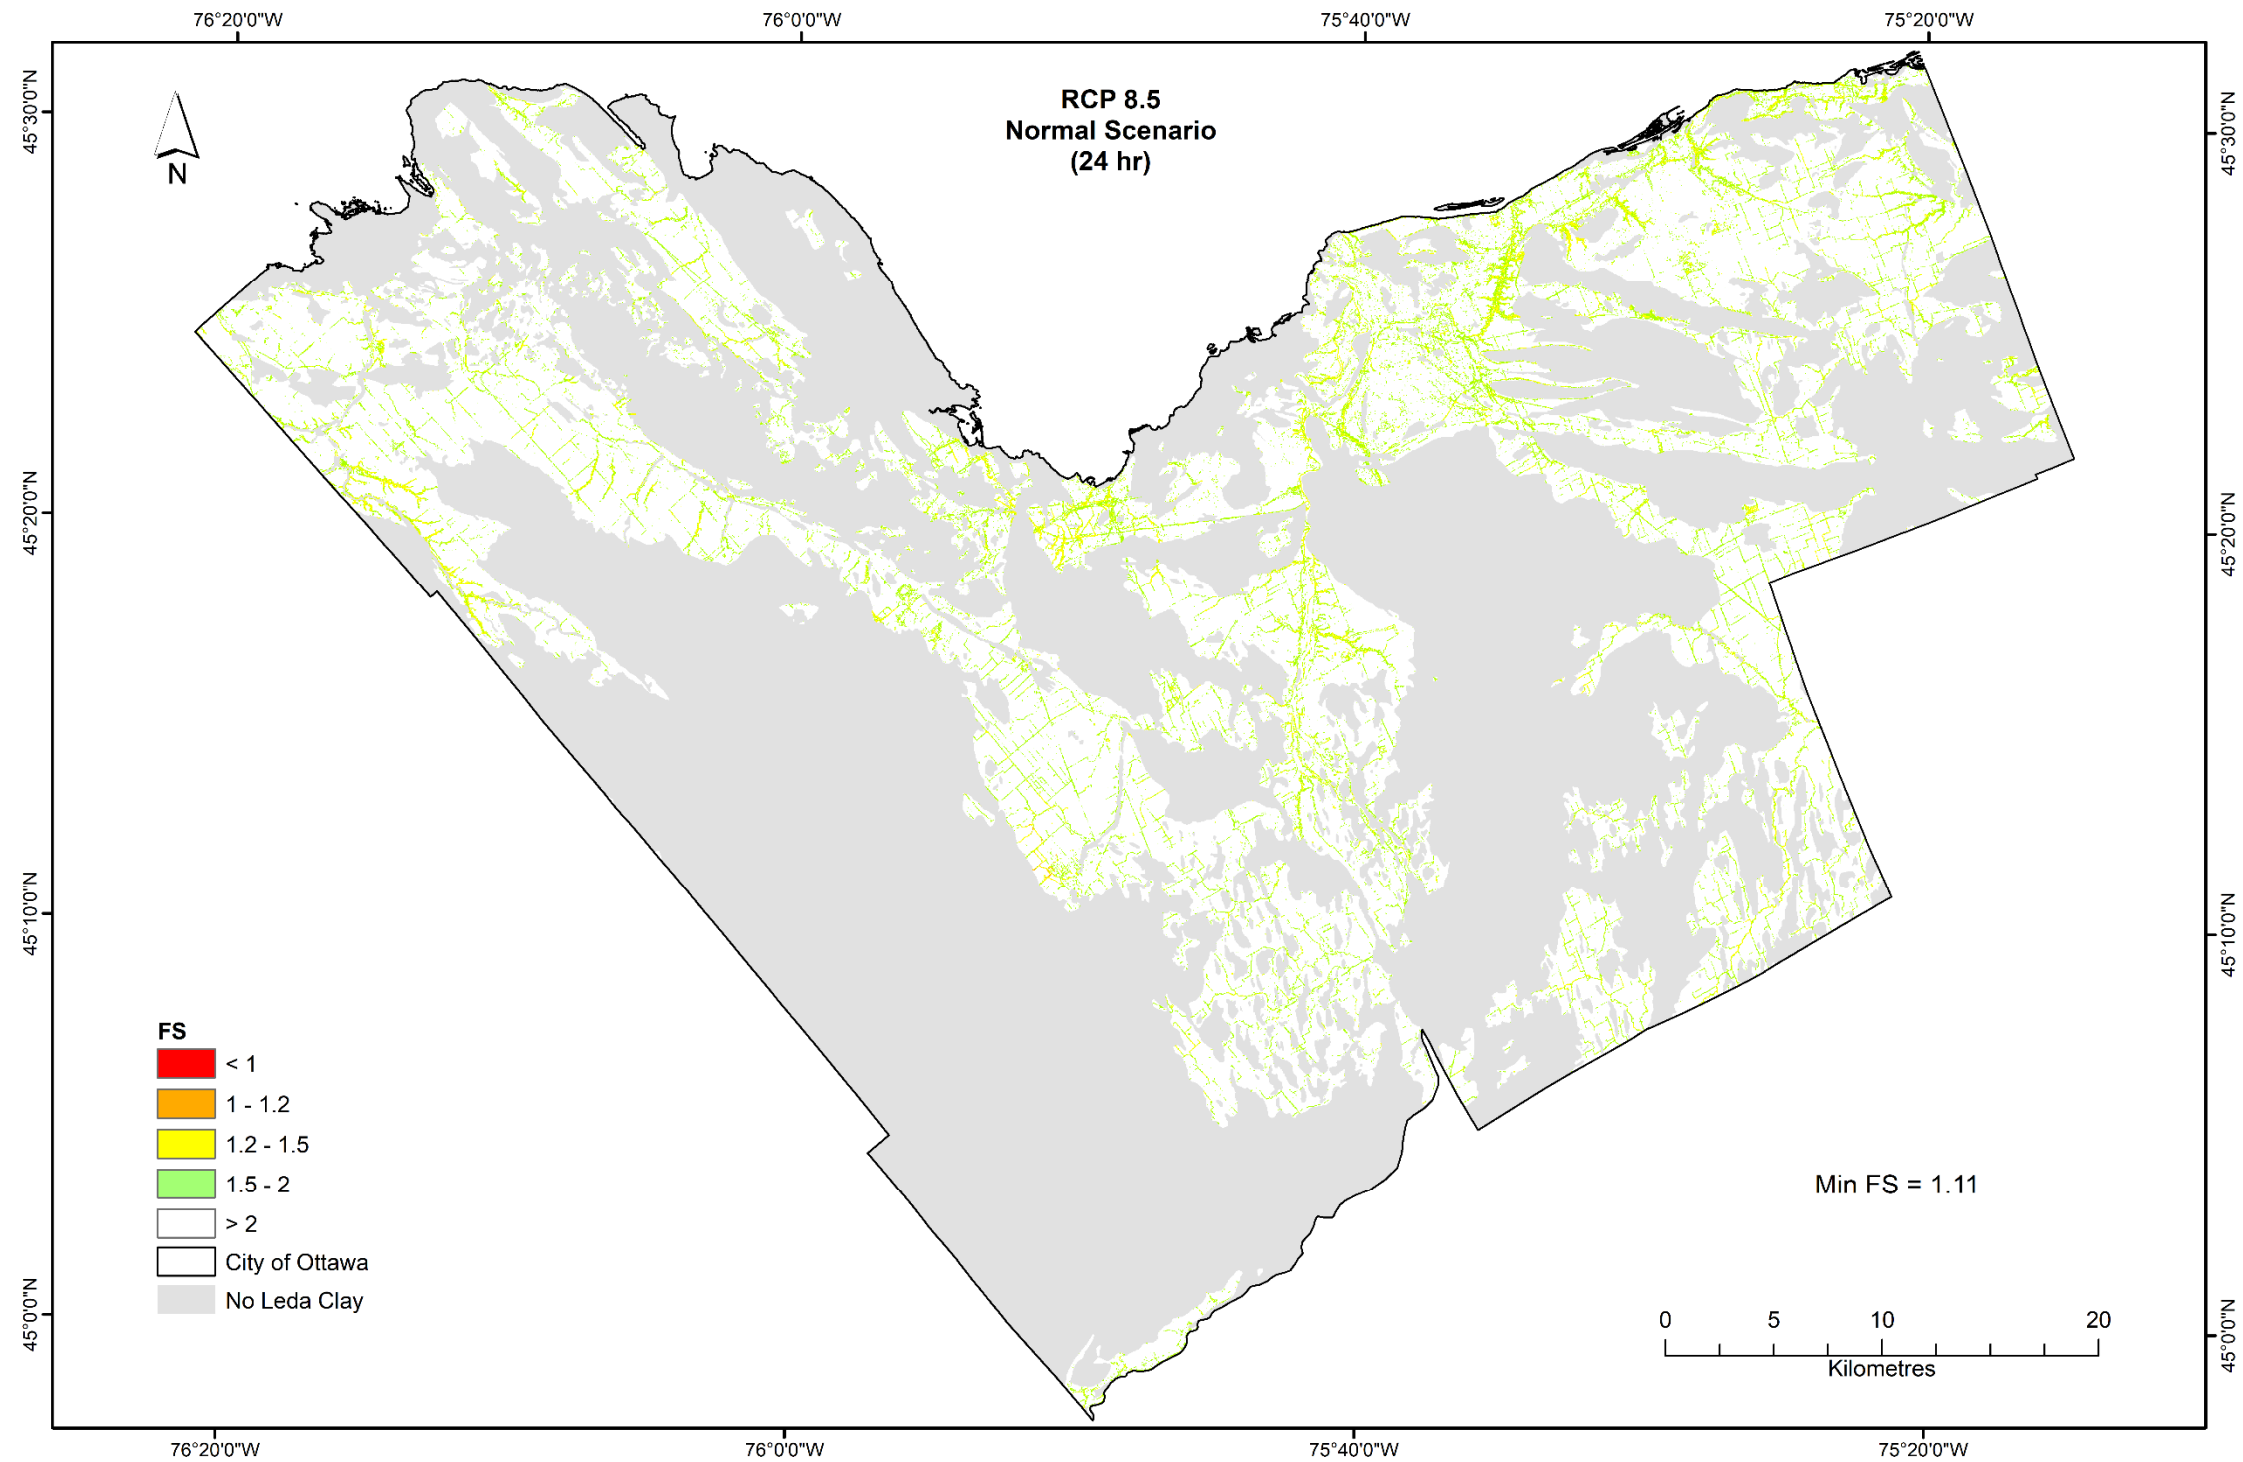 76°20'0"W
76°0'0"W
75°40'0"W
75°20'0"W
45°30'0"N
45°30'0"N
RCP 8.5
Normal Scenario
(24 hr)
N
45°20'0"N
45°20'0"N
45°10'0"N
45°10'0"N
FS
< 1
1 - 1.2
1.2 - 1.5
1.5 - 2
> 2
City of Ottawa
No Leda Clay
Min FS = 1.11
45°0'0"N
45°0'0"N
0 5 10 20
Kilometres
76°20'0"W
76°0'0"W
75°40'0"W
75°20'0"W